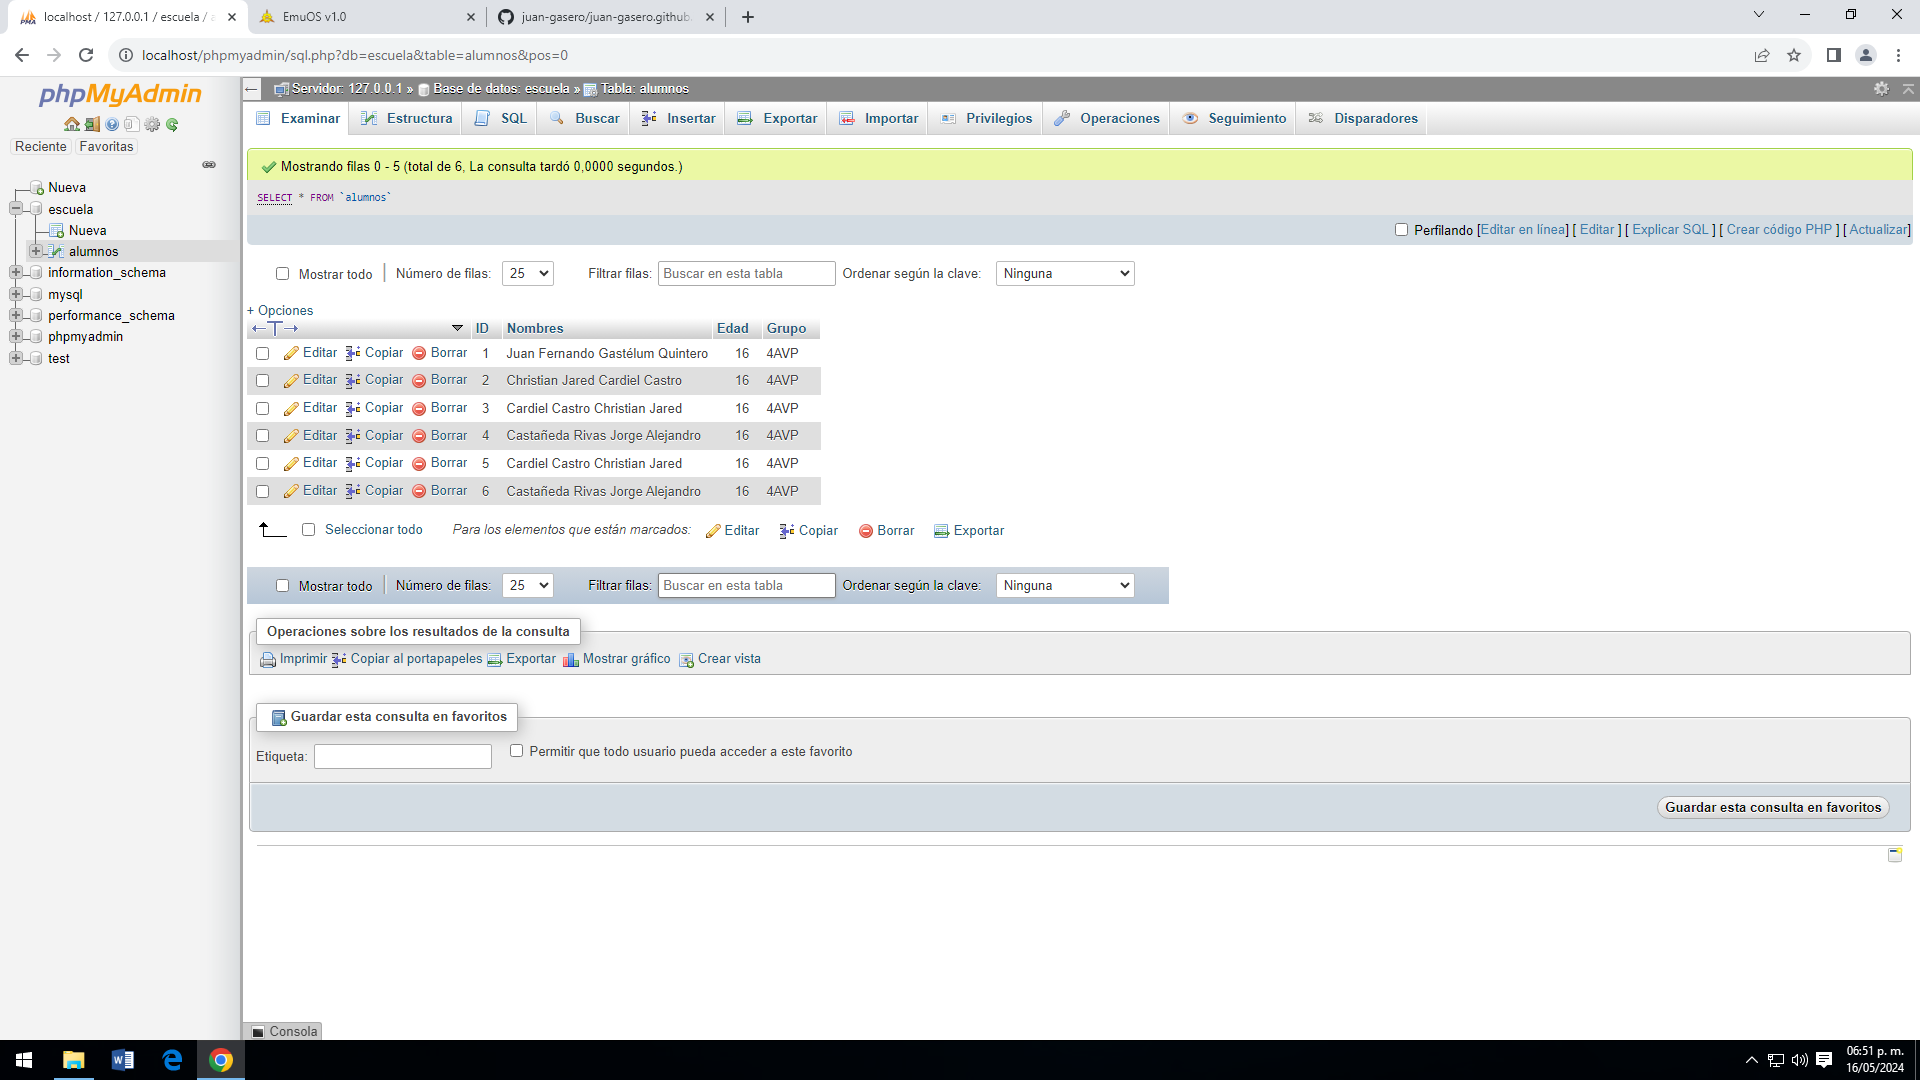 localhost / 127.0.0.1 / escuela / a
EmuOS v1.0
juan-gasero/juan-gasero.github.
localhost/phpmyadmin/sql.php?db=escuela&table=alumnos&pos=0
phpMyAdmin
Reciente Favoritas
Nueva
escuela
Nueva
alumnos
information_schema
mysql
performance_schema
phpmyadmin
test
Servidor: 127.0.0.1 » Base de datos: escuela » Tabla: alumnos
Examinar Estructura SQL Buscar Insertar Exportar Importar Privilegios Operaciones Seguimiento Disparadores
Mostrando filas 0 - 5 (total de 6, La consulta tardó 0,0000 segundos.)
SELECT * FROM `alumnos`
Perfilando [Editar en línea] [ Editar ] [ Explicar SQL ] [ Crear código PHP ] [ Actualizar]
Mostrar todo | Número de filas: 25 Filtrar filas: Buscar en esta tabla Ordenar según la clave: Ninguna
+ Opciones
←T→ ID Nombres Edad Grupo
Editar Copiar Borrar 1 Juan Fernando Gastélum Quintero 16 4AVP
Editar Copiar Borrar 2 Christian Jared Cardiel Castro 16 4AVP
Editar Copiar Borrar 3 Cardiel Castro Christian Jared 16 4AVP
Editar Copiar Borrar 4 Castañeda Rivas Jorge Alejandro 16 4AVP
Editar Copiar Borrar 5 Cardiel Castro Christian Jared 16 4AVP
Editar Copiar Borrar 6 Castañeda Rivas Jorge Alejandro 16 4AVP
Seleccionar todo Para los elementos que están marcados: Editar Copiar Borrar Exportar
Mostrar todo | Número de filas: 25 Filtrar filas: Buscar en esta tabla Ordenar según la clave: Ninguna
Operaciones sobre los resultados de la consulta
Imprimir Copiar al portapapeles Exportar Mostrar gráfico Crear vista
Guardar esta consulta en favoritos
Etiqueta: Permitir que todo usuario pueda acceder a este favorito
Guardar esta consulta en favoritos
Consola
06:51 p. m.
16/05/2024